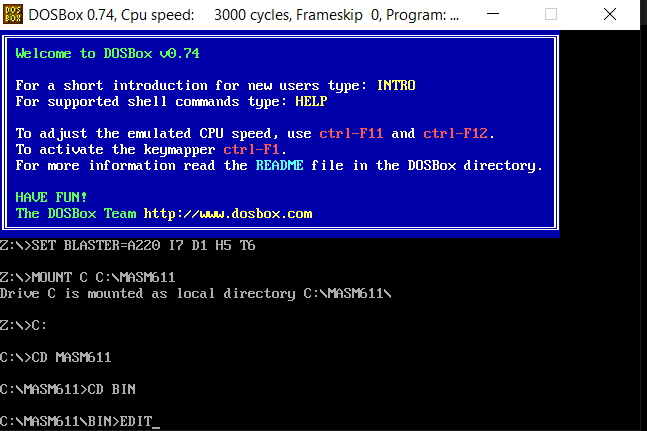 DOSBox 0.74, Cpu speed: 3000 cycles, Frameskip 0, Program: ...
Welcome to DOSBox v0.74
For a short introduction for new users type: INTRO
For supported shell commands type: HELP
To adjust the emulated CPU speed, use ctrl-F11 and ctrl-F12.
To activate the keymapper ctrl-F1.
For more information read the README file in the DOSBox directory.
HAVE FUN!
The DOSBox Team http://www.dosbox.com
Z:\>SET BLASTER=A220 I7 D1 H5 T6
Z:\>MOUNT C C:\MASM611
Drive C is mounted as local directory C:\MASM611\
Z:\>C:
C:\>CD MASM611
C:\MASM611>CD BIN
C:\MASM611\BIN>EDIT_